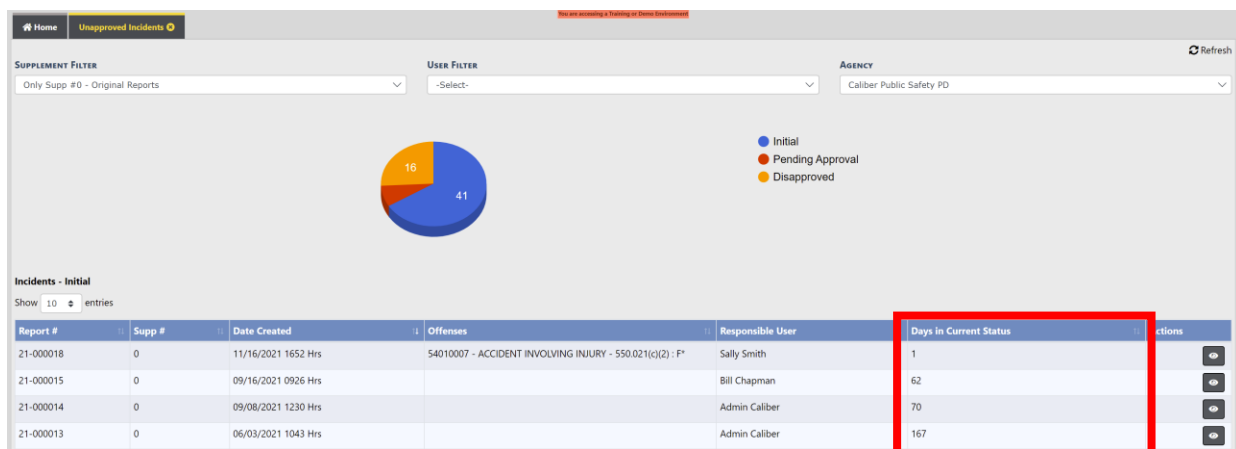 You are accessing a Training or Demo Environment
Home
Unapproved Incidents
Refresh
SUPPLEMENT FILTER
USER FILTER
AGENCY
Only Supp #0 - Original Reports
-Select-
Caliber Public Safety PD
Initial
Pending Approval
Disapproved
16
41
Incidents - Initial
Show 10 entries
Report # Supp # Date Created Offenses Responsible User Days in Current Status ctions
21-000018 0 11/16/2021 1652 Hrs 54010007 - ACCIDENT INVOLVING INJURY - 550.021(c)(2) : F* Sally Smith 1
21-000015 0 09/16/2021 0926 Hrs Bill Chapman 62
21-000014 0 09/08/2021 1230 Hrs Admin Caliber 70
21-000013 0 06/03/2021 1043 Hrs Admin Caliber 167